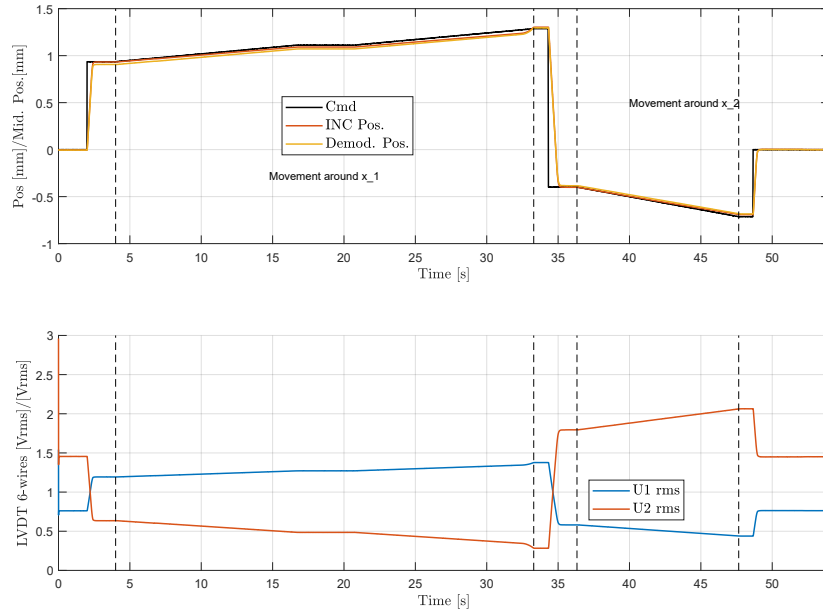 1.5
1
0.5
0
-0.5
-1
Pos [mm]/Mid. Pos.[mm]
Cmd
INC Pos.
Demod. Pos.
Movement around x_1
Movement around x_2
0 5 10 15 20 25 30 35 40 45 50
Time [s]
3
2.5
2
1.5
1
0.5
0
LVDT 6-wires [Vrms]/[Vrms]
U1 rms
U2 rms
0 5 10 15 20 25 30 35 40 45 50
Time [s]